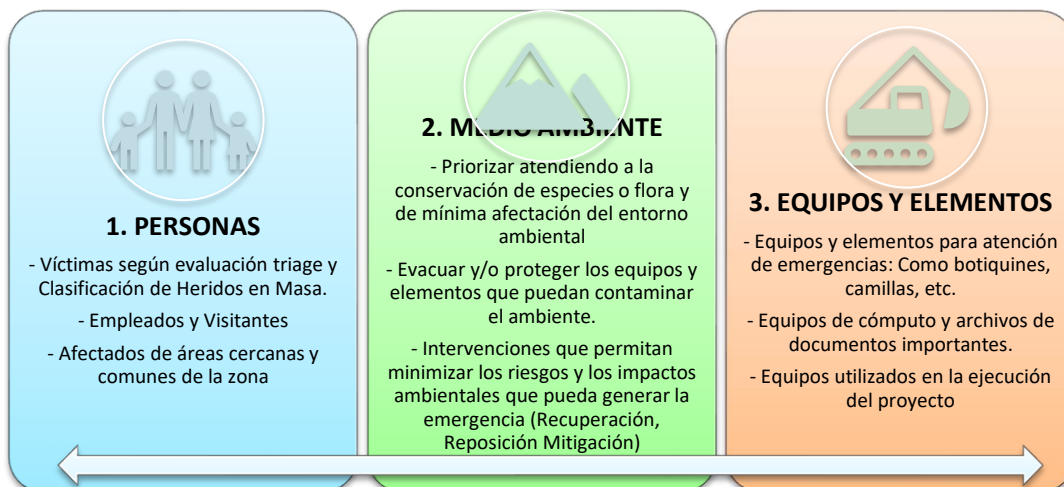 1. PERSONAS
- Víctimas según evaluación triage y
Clasificación de Heridos en Masa.
- Empleados y Visitantes
- Afectados de áreas cercanas y
comunes de la zona
2. MEDIO AMBIENTE
- Priorizar atendiendo a la
conservación de especies o flora y
de mínima afectación del entorno
ambiental
- Evacuar y/o proteger los equipos y
elementos que puedan contaminar
el ambiente.
- Intervenciones que permitan
minimizar los riesgos y los impactos
ambientales que pueda generar la
emergencia (Recuperación,
Reposición Mitigación)
3. EQUIPOS Y ELEMENTOS
- Equipos y elementos para atención
de emergencias: Como botiquines,
camillas, etc.
- Equipos de cómputo y archivos de
documentos importantes.
- Equipos utilizados en la ejecución
del proyecto